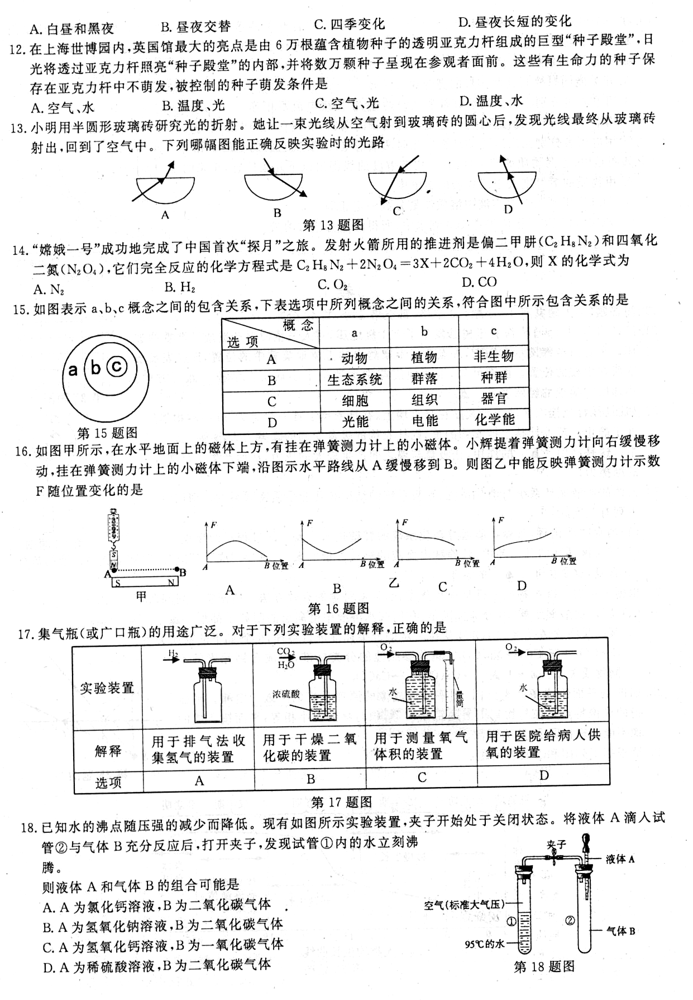 A. 白昼和黑夜 B. 昼夜交替 C. 四季变化 D. 昼夜长短的变化
12. 在上海世博园内,英国馆最大的亮点是由 6 万根蕴含植物种子的透明亚克力杆组成的巨型“种子殿堂”,日
光将透过亚克力杆照亮“种子殿堂”的内部,并将数万颗种子呈现在参观者面前。这些有生命力的种子保
存在亚克力杆中不萌发,被控制的种子萌发条件是
A. 空气、水 B. 温度、光 C. 空气、光 D. 温度、水
13. 小明用半圆形玻璃砖研究光的折射。她让一束光线从空气射到玻璃砖的圆心后,发现光线最终从玻璃砖
射出,回到了空气中。下列哪幅图能正确反映实验时的光路
A B C D
第 13 题图
14. “嫦娥一号”成功地完成了中国首次“探月”之旅。发射火箭所用的推进剂是偏二甲肼(C₂H₈N₂)和四氧化
二氮(N₂O₄),它们完全反应的化学方程式是 C₂H₈N₂+2N₂O₄=3X+2CO₂+4H₂O,则 X 的化学式为
A. N₂ B. H₂ C. O₂ D. CO
15. 如图表示 a、b、c 概念之间的包含关系,下表选项中所列概念之间的关系,符合图中所示包含关系的是
a b c
第 15 题图
概 念 a b c
选 项
A 动物 植物 非生物
B 生态系统 群落 种群
C 细胞 组织 器官
D 光能 电能 化学能
16. 如图甲所示,在水平地面上的磁体上方,有挂在弹簧测力计上的小磁体。小辉提着弹簧测力计向右缓慢移
动,挂在弹簧测力计上的小磁体下端,沿图示水平路线从 A 缓慢移到 B。则图乙中能反映弹簧测力计示数
F 随位置变化的是
S
N
A B
S N
甲
F A B 位置
F A B 位置
F A B 位置
F A B 位置
A B 乙 C D
第 16 题图
17. 集气瓶(或广口瓶)的用途广泛。对于下列实验装置的解释,正确的是
实验装置
H₂
CO₂
H₂O
浓硫酸
O₂
水
量筒
O₂
水
解释
用于排气法收
集氢气的装置
用于干燥二氧
化碳的装置
用于测量氧气
体积的装置
用于医院给病人供
氧的装置
选项 A B C D
第 17 题图
18. 已知水的沸点随压强的减少而降低。现有如图所示实验装置,夹子开始处于关闭状态。将液体 A 滴入试
管②与气体 B 充分反应后,打开夹子,发现试管①内的水立刻沸
腾。
则液体 A 和气体 B 的组合可能是
A. A 为氯化钙溶液,B 为二氧化碳气体
B. A 为氢氧化钠溶液,B 为二氧化碳气体
C. A 为氢氧化钙溶液,B 为一氧化碳气体
D. A 为稀硫酸溶液,B 为二氧化碳气体
夹子
液体 A
空气(标准大气压)
① ②
气体 B
95℃的水
第 18 题图